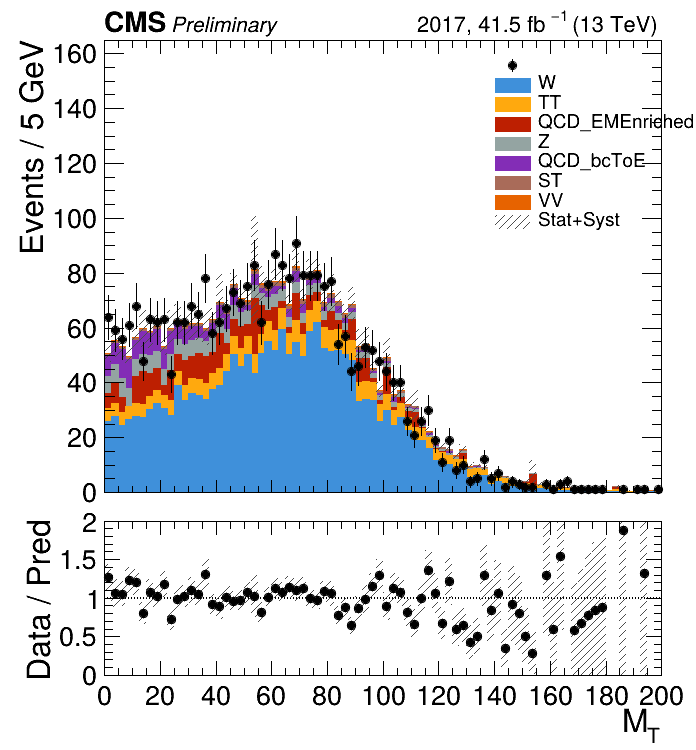 CMS Preliminary 2017, 41.5 fb⁻¹ (13 TeV)
Events / 5 GeV
160
140
120
100
80
60
40
20
0
W
TT
QCD_EMEnriched
Z
QCD_bcToE
ST
VV
Stat+Syst
Data / Pred
2
1.5
1
0.5
0
0 20 40 60 80 100 120 140 160 180 200
M_T